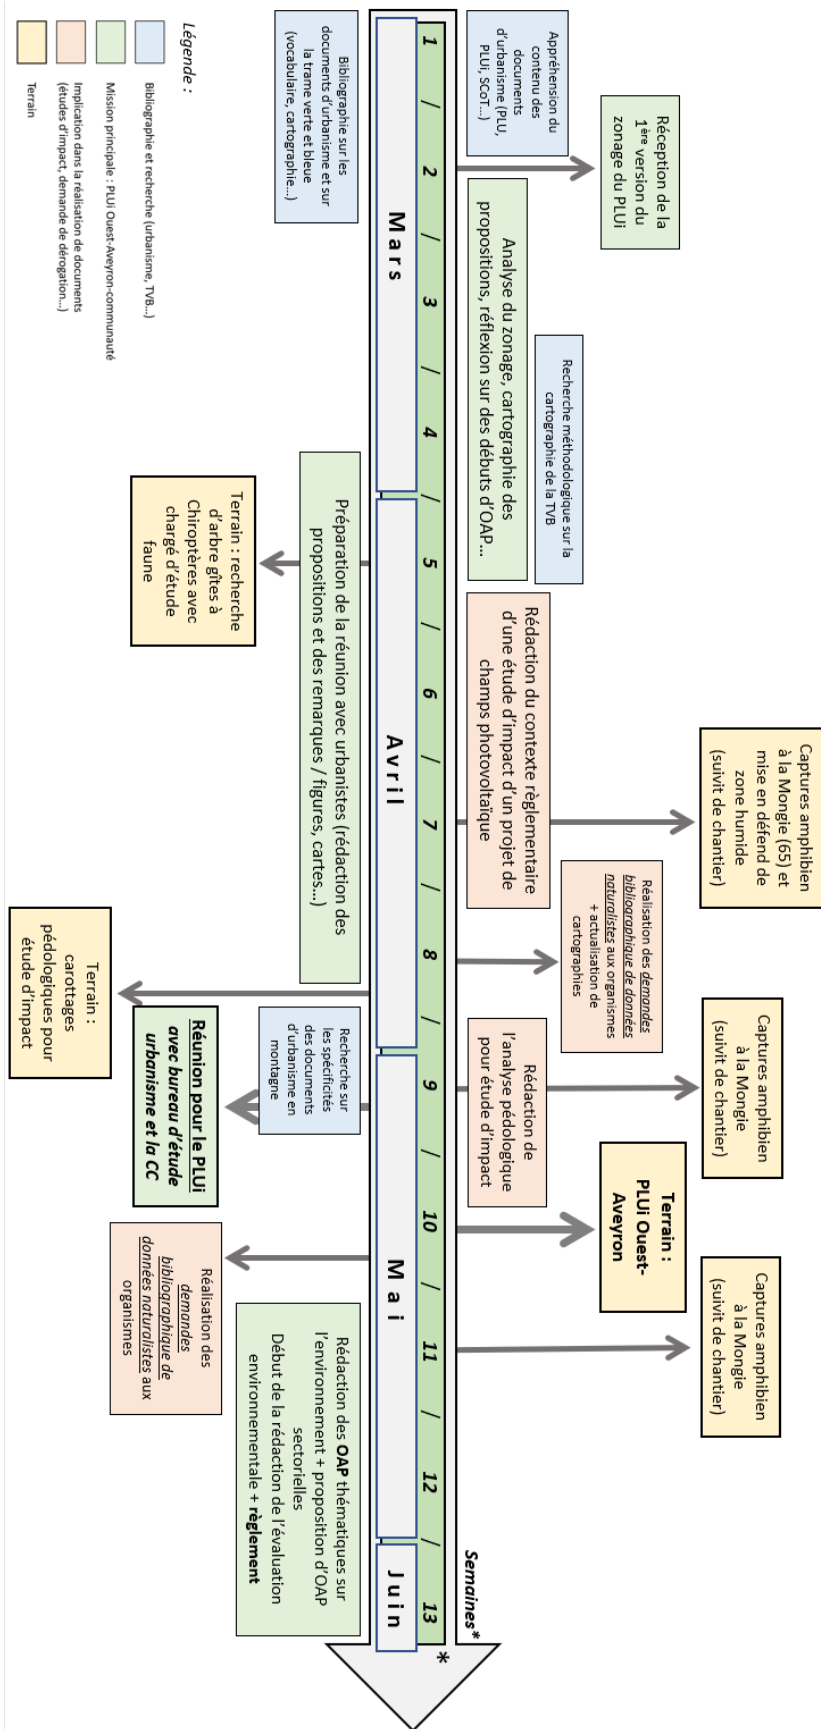 Captures amphibien
à la Mongie (65) et
mise en défend de
zone humide
(suivit de chantier)
Captures amphibien
à la Mongie
(suivit de chantier)
Captures amphibien
à la Mongie
(suivit de chantier)
Réception de la
1ère version du
zonage du PLUi
Terrain :
PLUi Ouest-
Aveyron
Réalisation des demandes
bibliographique de données
naturalistes aux organismes
+ actualisation de
cartographies
Recherche méthodologique sur la
cartographie de la TVB
Appréhension du
contenu des
documents
d'urbanisme (PLU,
PLUi, SCoT...)
Analyse du zonage, cartographie des
propositions, réflexion sur des débuts d'OAP...
Rédaction du contexte règlementaire
d'une étude d'impact d'un projet de
champs photovoltaïque
Rédaction de
l'analyse pédologique
pour étude d'impact
Semaines*
1 / 2 / 3 / 4 / 5 / 6 / 7 / 8 / 9 / 10 / 11 / 12 / 13 *
Mars Avril Mai Juin
Bibliographie sur les
documents d'urbanisme et sur
la trame verte et bleue
(vocabulaire, cartographie...)
Préparation de la réunion avec urbanistes (rédaction des
propositions et des remarques / figures, cartes...)
Recherche sur
les spécificités
des documents
d'urbanisme en
montagne
Rédaction des OAP thématiques sur
l'environnement + proposition d'OAP
sectorielles
Début de la rédaction de l'évaluation
environnementale + règlement
Terrain : recherche
d'arbre gîtes à
Chiroptères avec
chargé d'étude
faune
Réunion pour le PLUi
avec bureau d'étude
urbanisme et la CC
Réalisation des
demandes
bibliographique de
données naturalistes aux
organismes
Terrain :
carottages
pédologiques pour
étude d'impact
Légende :
Bibliographie et recherche (urbanisme, TVB...)
Mission principale : PLUi Ouest-Aveyron-communauté
Implication dans la réalisation de documents
(études d'impact, demande de dérogation...)
Terrain